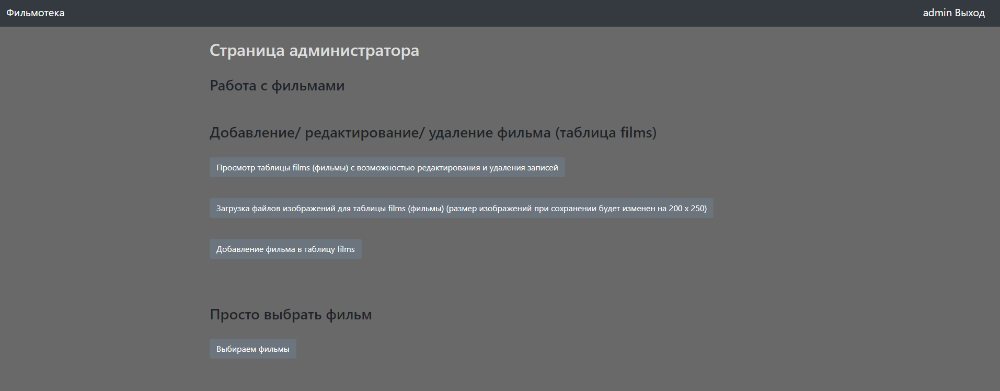 Фильмотека
admin Выход
Страница администратора
Работа с фильмами
Добавление/ редактирование/ удаление фильма (таблица films)
Просмотр таблицы films (фильмы) с возможностью редактирования и удаления записей
Загрузка файлов изображений для таблицы films (фильмы) (размер изображений при сохранении будет изменен на 200 x 250)
Добавление фильма в таблицу films
Просто выбрать фильм
Выбираем фильмы